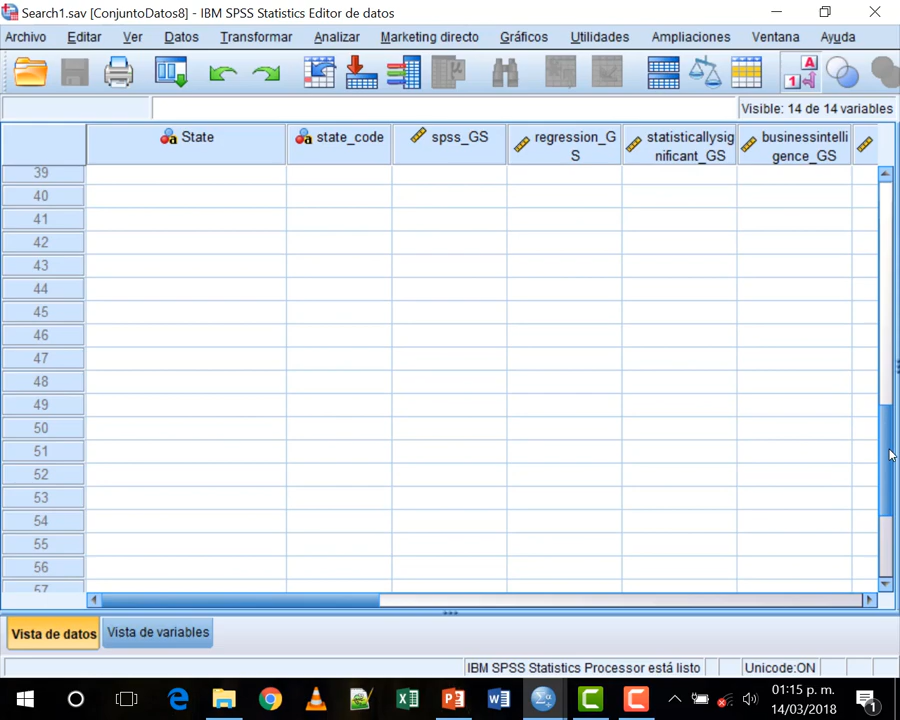 Search1.sav [ConjuntoDatos8] - IBM SPSS Statistics Editor de datos
Archivo Editar Ver Datos Transformar Analizar Marketing directo Gráficos Utilidades Ampliaciones Ventana Ayuda
A
1
Visible: 14 de 14 variables
State state_code spss_GS regression_G
S statisticallysig
nificant_GS businessintelli
gence_GS
39
40
41
42
43
44
45
46
47
48
49
50
51
52
53
54
55
56
57
Vista de datos Vista de variables
IBM SPSS Statistics Processor está listo Unicode:ON
01:15 p. m.
14/03/2018
1